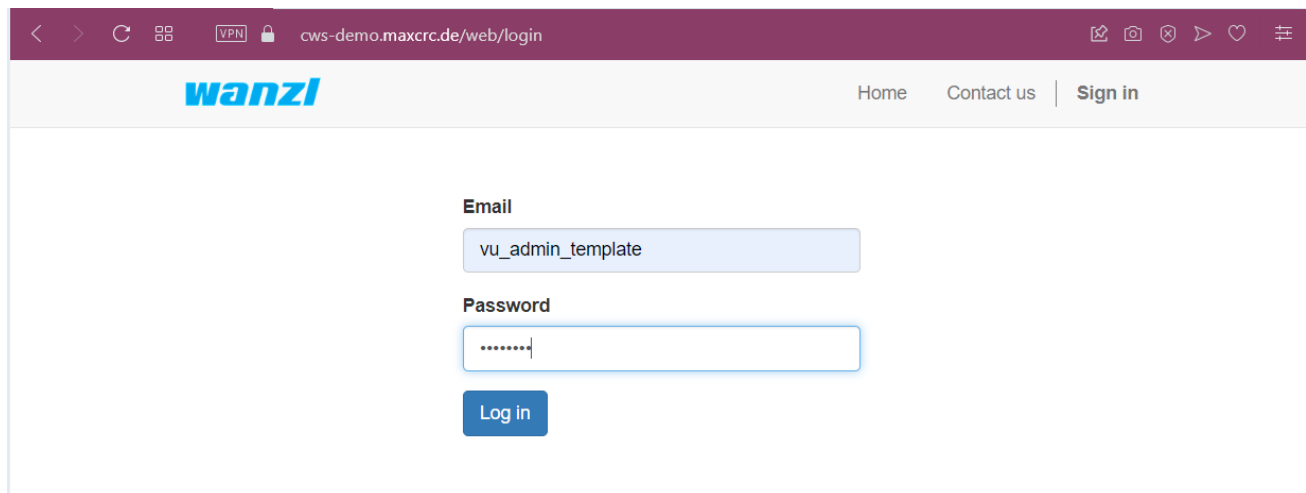 VPN cws-demo.maxcrc.de/web/login
wanzl Home Contact us Sign in
Email
vu_admin_template
Password
••••••••
Log in